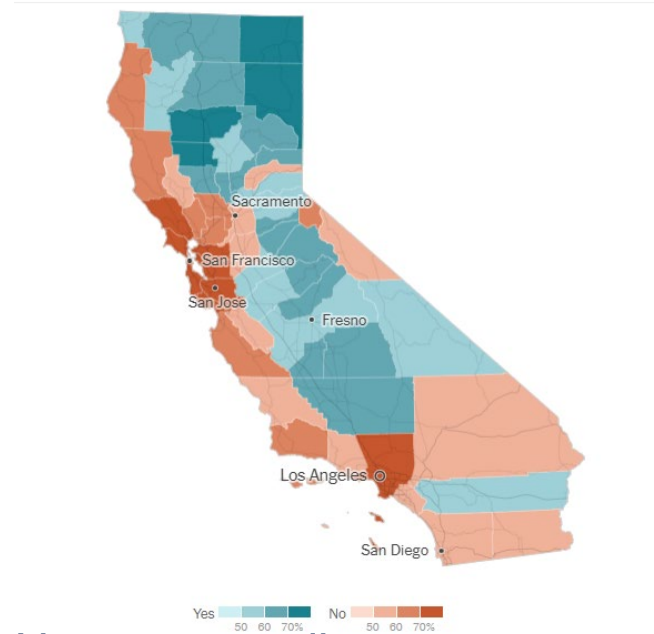 Sacramento
San Francisco
San Jose
Fresno
Los Angeles
San Diego
Yes 50 60 70% No 50 60 70%